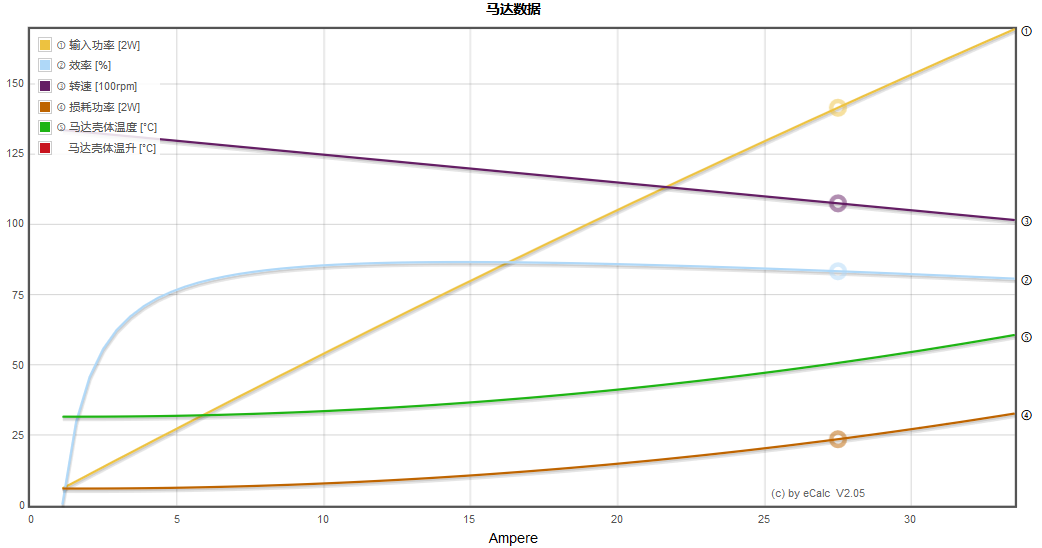 马达数据
① 输入功率 [2W]
② 效率 [%]
③ 转速 [100rpm]
④ 损耗功率 [2W]
⑤ 马达壳体温度 [°C]
马达壳体温升 [°C]
150
125
100
75
50
25
0
①
③
②
⑤
④
(c) by eCalc V2.05
0 5 10 15 20 25 30
Ampere